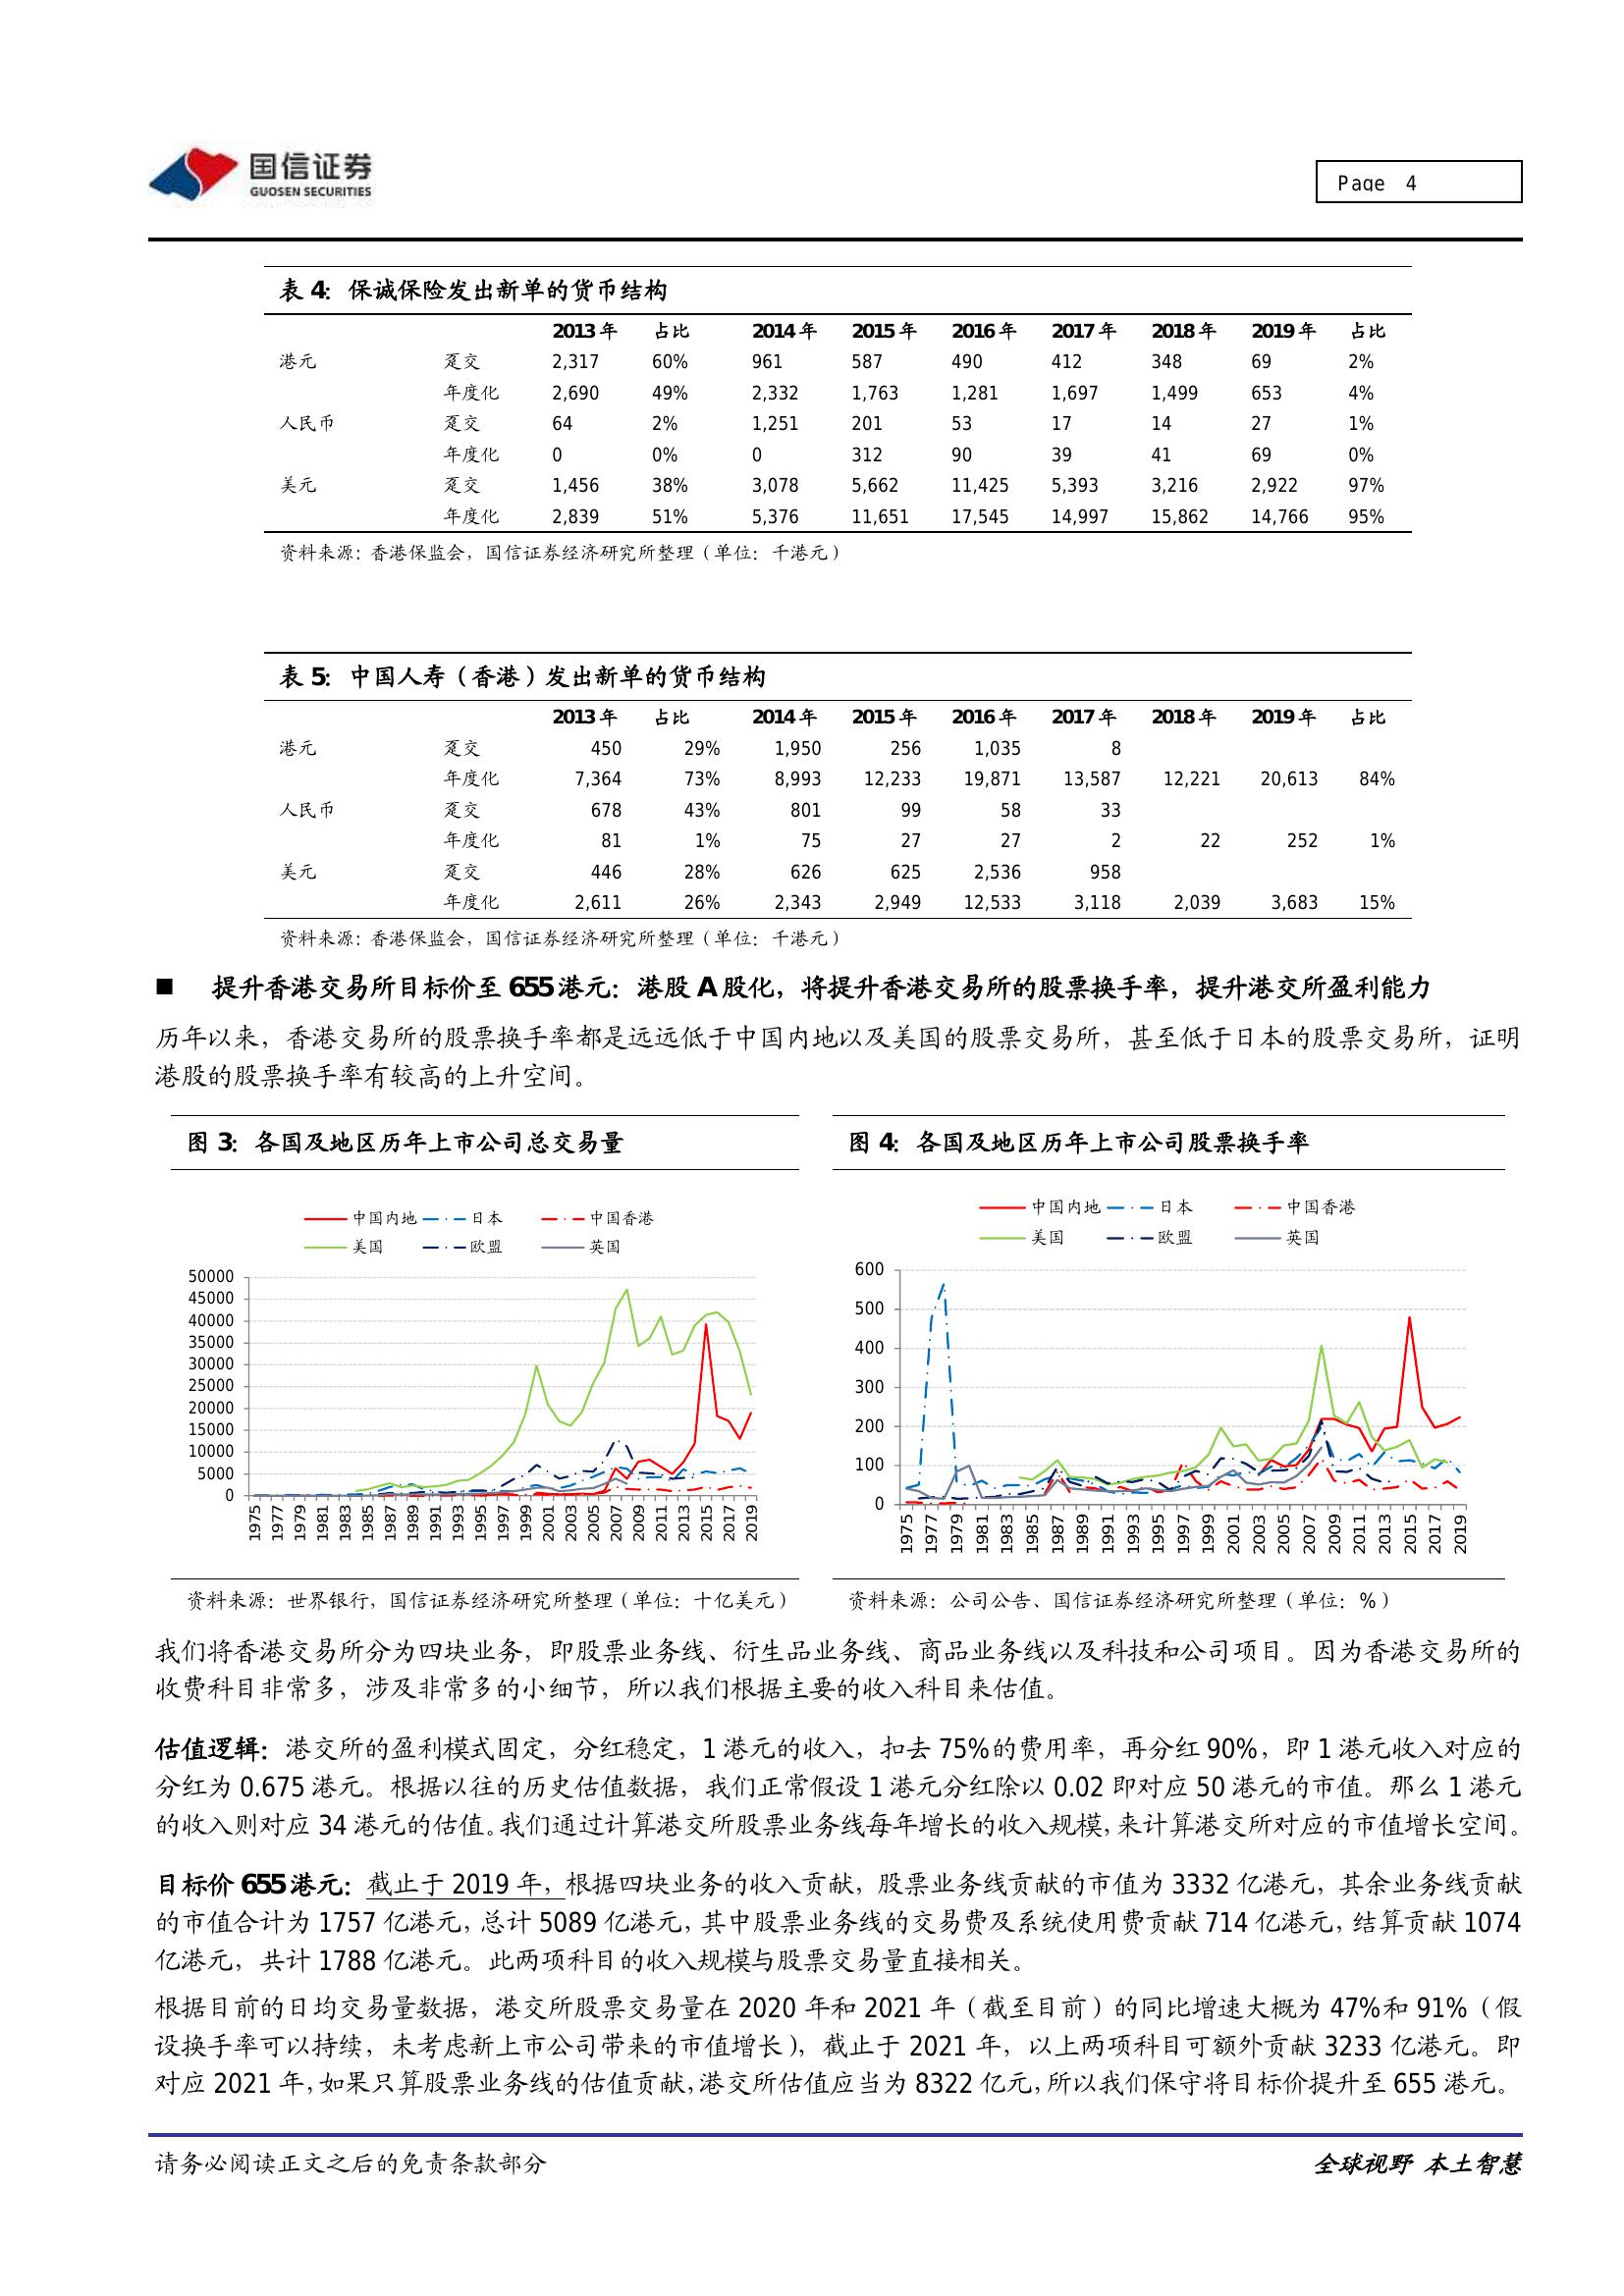 国信证券
GUOSEN SECURITIES
Page 4
表 4：保诚保险发出新单的货币结构
2013 年 占比 2014 年 2015 年 2016 年 2017 年 2018 年 2019 年 占比
港元 趸交 2,317 60% 961 587 490 412 348 69 2%
年度化 2,690 49% 2,332 1,763 1,281 1,697 1,499 653 4%
人民币 趸交 64 2% 1,251 201 53 17 14 27 1%
年度化 0 0% 0 312 90 39 41 69 0%
美元 趸交 1,456 38% 3,078 5,662 11,425 5,393 3,216 2,922 97%
年度化 2,839 51% 5,376 11,651 17,545 14,997 15,862 14,766 95%
资料来源：香港保监会，国信证券经济研究所整理（单位：千港元）
表 5：中国人寿（香港）发出新单的货币结构
2013 年 占比 2014 年 2015 年 2016 年 2017 年 2018 年 2019 年 占比
港元 趸交 450 29% 1,950 256 1,035 8
年度化 7,364 73% 8,993 12,233 19,871 13,587 12,221 20,613 84%
人民币 趸交 678 43% 801 99 58 33
年度化 81 1% 75 27 27 2 22 252 1%
美元 趸交 446 28% 626 625 2,536 958
年度化 2,611 26% 2,343 2,949 12,533 3,118 2,039 3,683 15%
资料来源：香港保监会，国信证券经济研究所整理（单位：千港元）
■ 提升香港交易所目标价至 655 港元：港股 A 股化，将提升香港交易所的股票换手率，提升港交所盈利能力
历年以来，香港交易所的股票换手率都是远远低于中国内地以及美国的股票交易所，甚至低于日本的股票交易所，证明
港股的股票换手率有较高的上升空间。
图 3：各国及地区历年上市公司总交易量
中国内地 日本 中国香港
美国 欧盟 英国
50000
45000
40000
35000
30000
25000
20000
15000
10000
5000
0
1975 1977 1979 1981 1983 1985 1987 1989 1991 1993 1995 1997 1999 2001 2003 2005 2007 2009 2011 2013 2015 2017 2019
资料来源：世界银行，国信证券经济研究所整理（单位：十亿美元）
图 4：各国及地区历年上市公司股票换手率
中国内地 日本 中国香港
美国 欧盟 英国
600
500
400
300
200
100
0
1975 1977 1979 1981 1983 1985 1987 1989 1991 1993 1995 1997 1999 2001 2003 2005 2007 2009 2011 2013 2015 2017 2019
资料来源：公司公告、国信证券经济研究所整理（单位：%）
我们将香港交易所分为四块业务，即股票业务线、衍生品业务线、商品业务线以及科技和公司项目。因为香港交易所的
收费科目非常多，涉及非常多的小细节，所以我们根据主要的收入科目来估值。
估值逻辑：港交所的盈利模式固定，分红稳定，1 港元的收入，扣去 75%的费用率，再分红 90%，即 1 港元收入对应的
分红为 0.675 港元。根据以往的历史估值数据，我们正常假设 1 港元分红除以 0.02 即对应 50 港元的市值。那么 1 港元
的收入则对应 34 港元的估值。我们通过计算港交所股票业务线每年增长的收入规模，来计算港交所对应的市值增长空间。
目标价 655 港元：截止于 2019 年，根据四块业务的收入贡献，股票业务线贡献的市值为 3332 亿港元，其余业务线贡献
的市值合计为 1757 亿港元，总计 5089 亿港元，其中股票业务线的交易费及系统使用费贡献 714 亿港元，结算贡献 1074
亿港元，共计 1788 亿港元。此两项科目的收入规模与股票交易量直接相关。
根据目前的日均交易量数据，港交所股票交易量在 2020 年和 2021 年（截至目前）的同比增速大概为 47%和 91%（假
设换手率可以持续，未考虑新上市公司带来的市值增长），截止于 2021 年，以上两项科目可额外贡献 3233 亿港元。即
对应 2021 年，如果只算股票业务线的估值贡献，港交所估值应当为 8322 亿元，所以我们保守将目标价提升至 655 港元。
请务必阅读正文之后的免责条款部分
全球视野 本土智慧